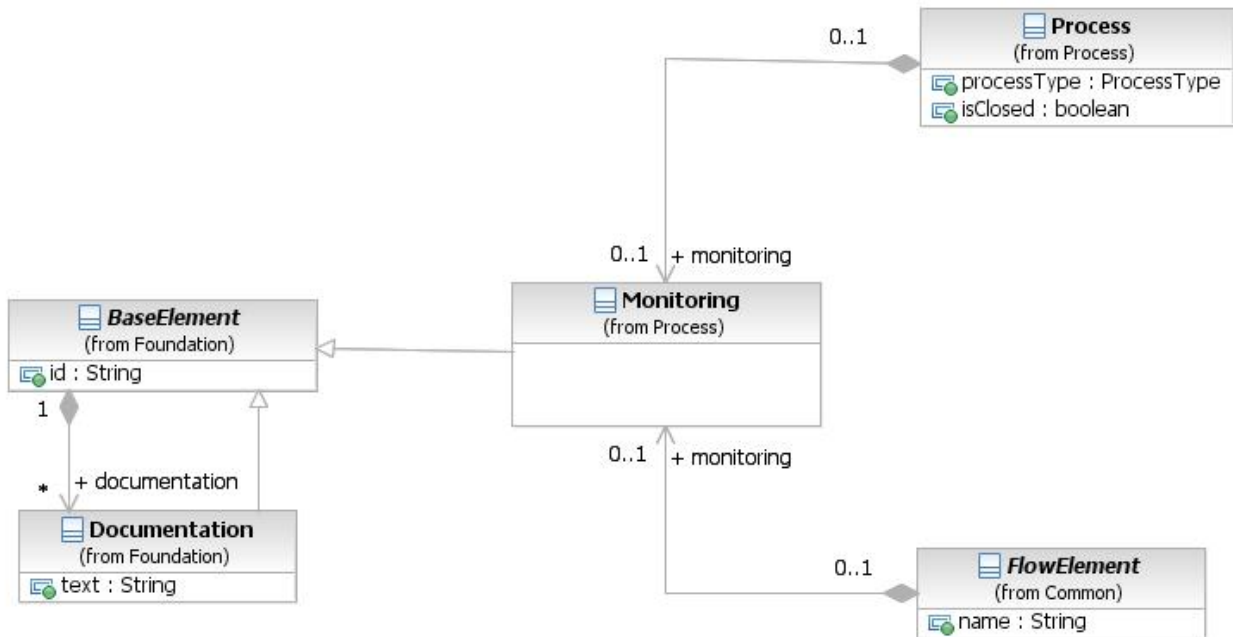 Process
(from Process)
processType : ProcessType
isClosed : boolean
0..1
0..1 + monitoring
Monitoring
(from Process)
BaseElement
(from Foundation)
id : String
1
* + documentation
Documentation
(from Foundation)
text : String
0..1 + monitoring
0..1
FlowElement
(from Common)
name : String